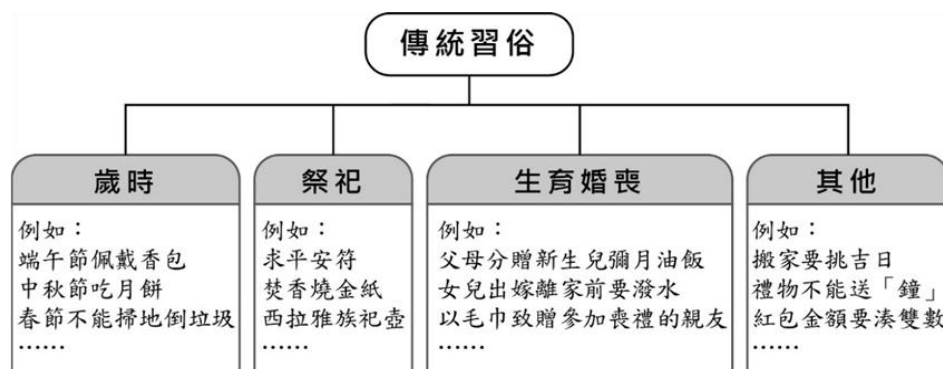 傳統習俗
歲時
例如：
端午節佩戴香包
中秋節吃月餅
春節不能掃地倒垃圾
……
祭祀
例如：
求平安符
焚香燒金紙
西拉雅族祀壺
……
生育婚喪
例如：
父母分贈新生兒彌月油飯
女兒出嫁離家前要潑水
以毛巾致贈參加喪禮的親友
……
其他
例如：
搬家要挑吉日
禮物不能送「鐘」
紅包金額要湊雙數
……